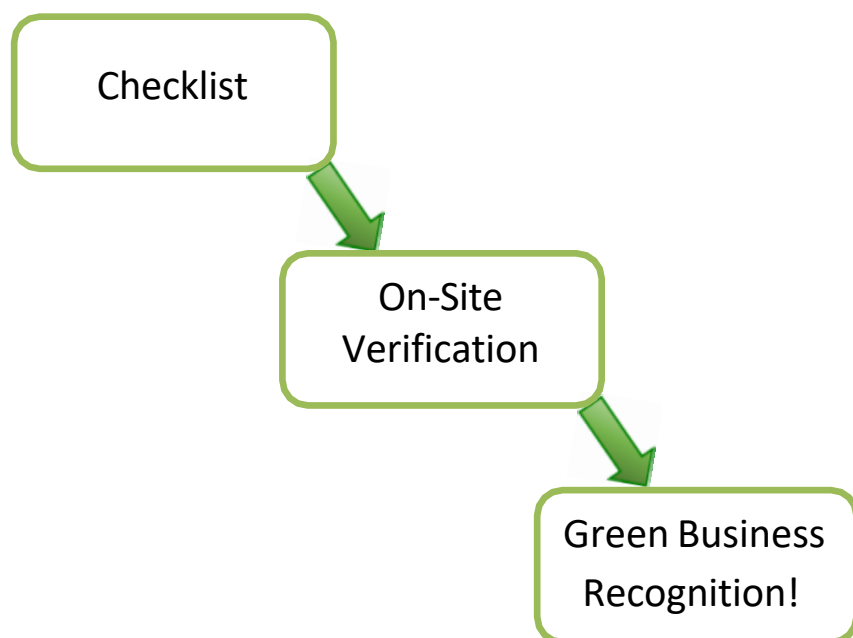 Checklist
On-Site
Verification
Green Business
Recognition!